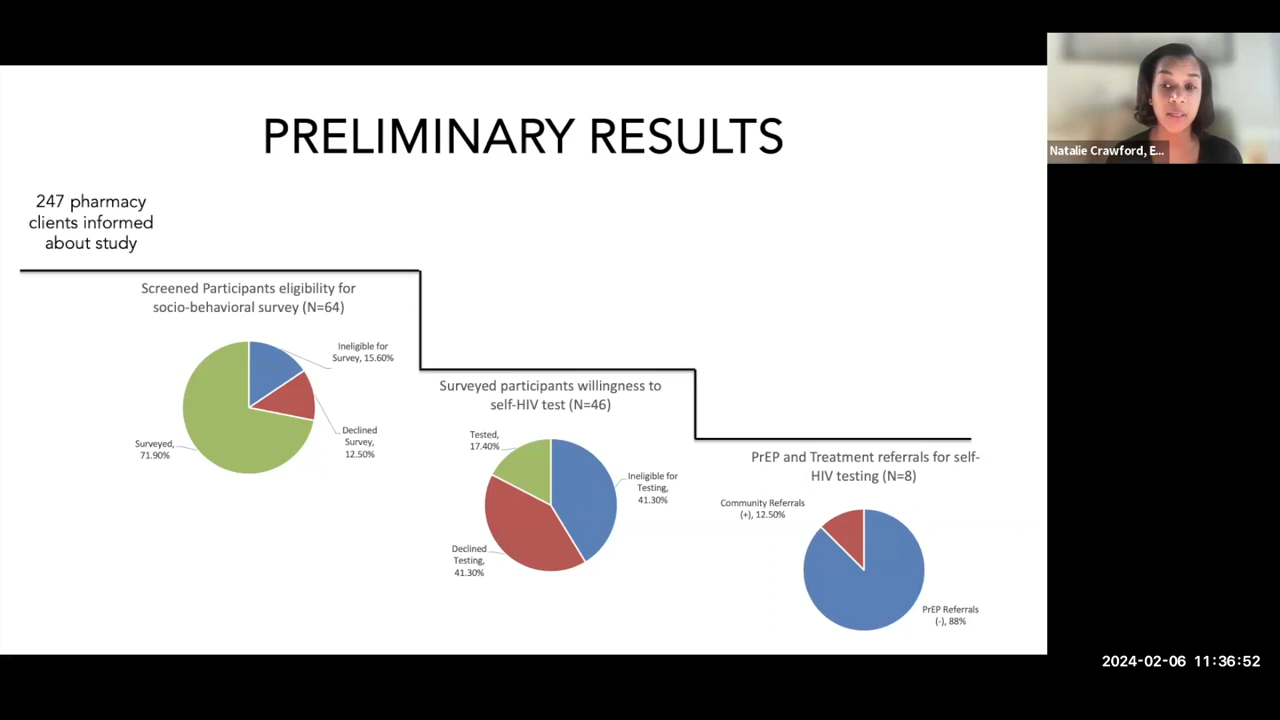 PRELIMINARY RESULTS
Natalie Crawford, E...
247 pharmacy
clients informed
about study
Screened Participants eligibility for
socio-behavioral survey (N=64)
Ineligible for
Survey, 15.60%
Declined
Survey,
12.50%
Surveyed,
71.90%
Surveyed participants willingness to
self-HIV test (N=46)
Tested,
17.40%
Ineligible for
Testing,
41.30%
Declined
Testing,
41.30%
PrEP and Treatment referrals for self-
HIV testing (N=8)
Community Referrals
(+), 12.50%
PrEP Referrals
(-), 88%
2024-02-06 11:36:52